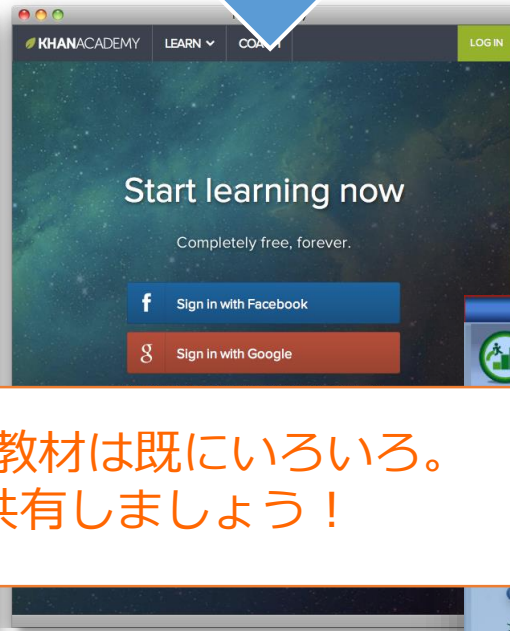 KHANACADEMY LEARN COACH LOG IN
Start learning now
Completely free, forever.
f Sign in with Facebook
g Sign in with Google
教材は既にいろいろ。
共有しましょう！